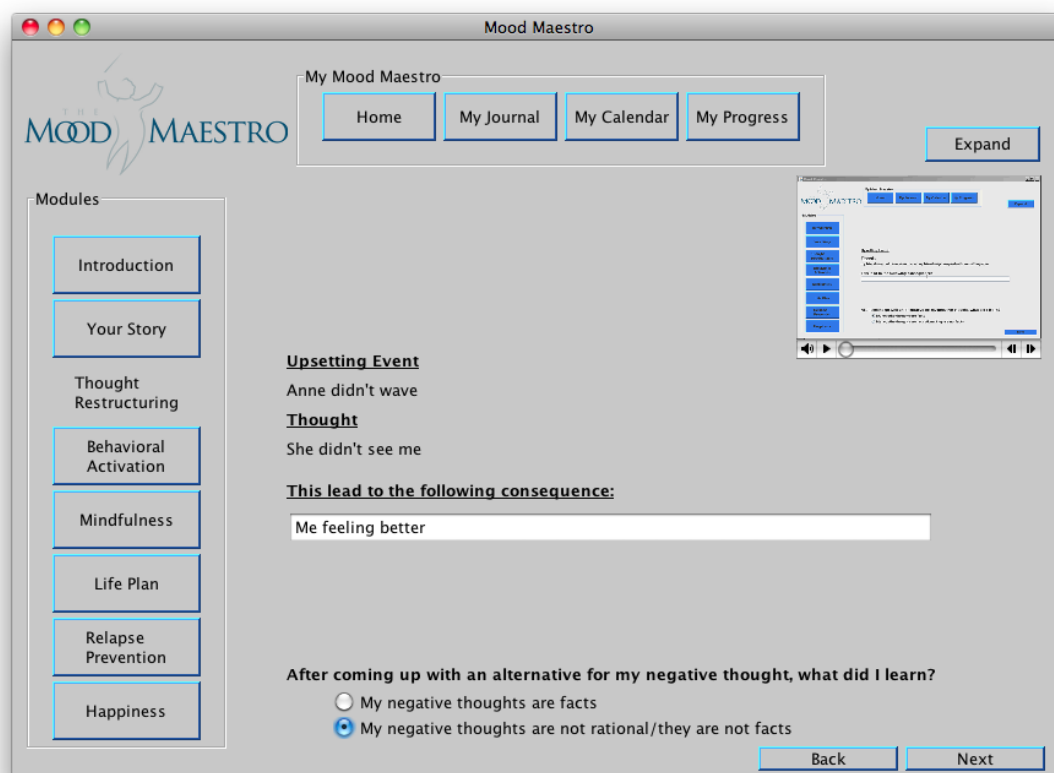 Mood Maestro
THE
MOOD MAESTRO
My Mood Maestro
Home
My Journal
My Calendar
My Progress
Expand
Modules
Introduction
Your Story
Thought
Restructuring
Behavioral
Activation
Mindfulness
Life Plan
Relapse
Prevention
Happiness
Upsetting Event
Anne didn't wave
Thought
She didn't see me
This lead to the following consequence:
Me feeling better
After coming up with an alternative for my negative thought, what did I learn?
My negative thoughts are facts
My negative thoughts are not rational/they are not facts
Back
Next